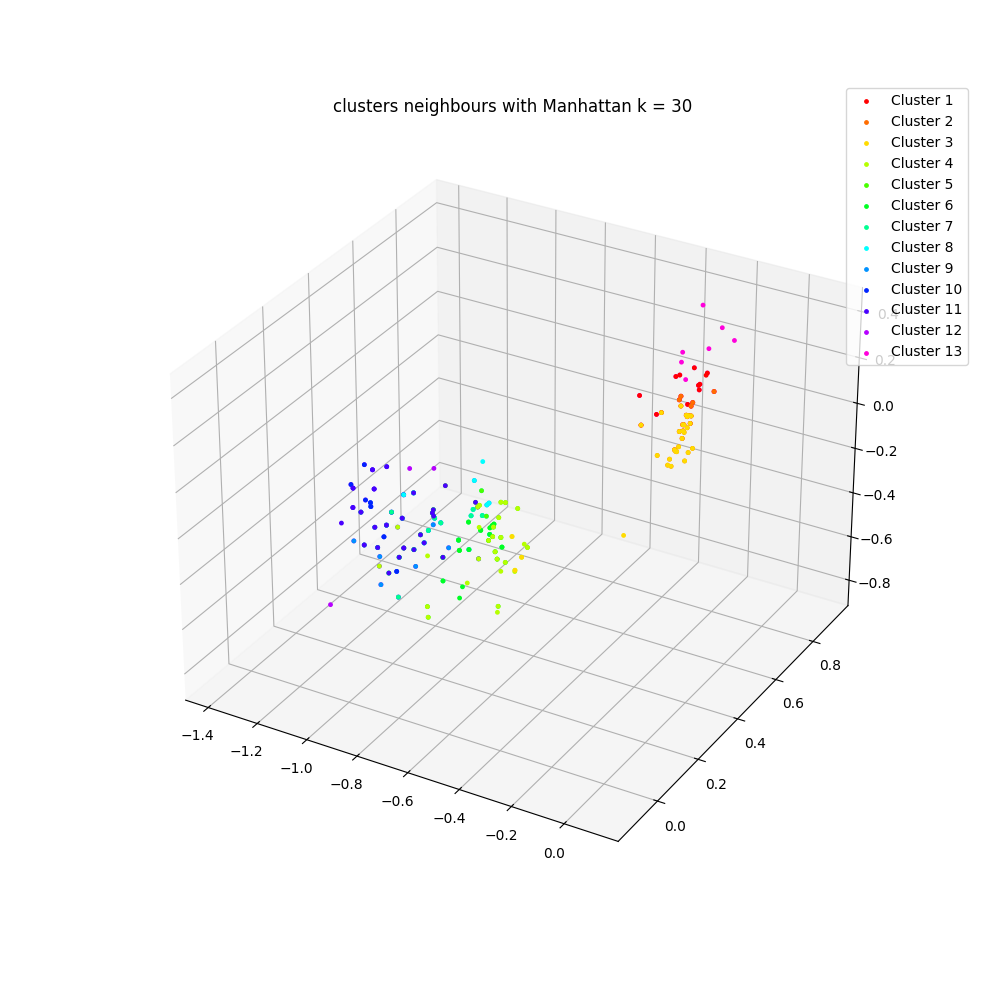 clusters neighbours with Manhattan k = 30
Cluster 1
Cluster 2
Cluster 3
Cluster 4
Cluster 5
Cluster 6
Cluster 7
Cluster 8
Cluster 9
Cluster 10
Cluster 11
Cluster 12
Cluster 13
0.4
0.2
0.0
−0.2
−0.4
−0.6
−0.8
0.8
0.6
0.4
0.2
0.0
−1.4
−1.2
−1.0
−0.8
−0.6
−0.4
−0.2
0.0